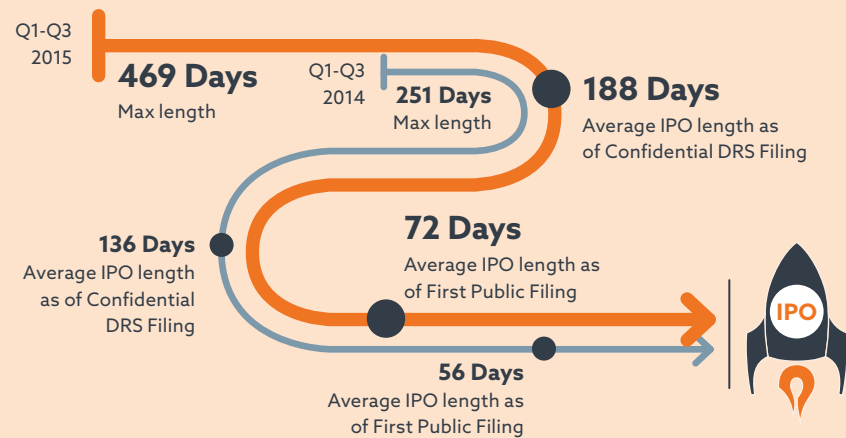 Q1-Q3
2015
469 Days
Max length
Q1-Q3
2014
251 Days
Max length
188 Days
Average IPO length as
of Confidential DRS Filing
136 Days
Average IPO length
as of Confidential
DRS Filing
72 Days
Average IPO length as
of First Public Filing
IPO
56 Days
Average IPO length as
of First Public Filing